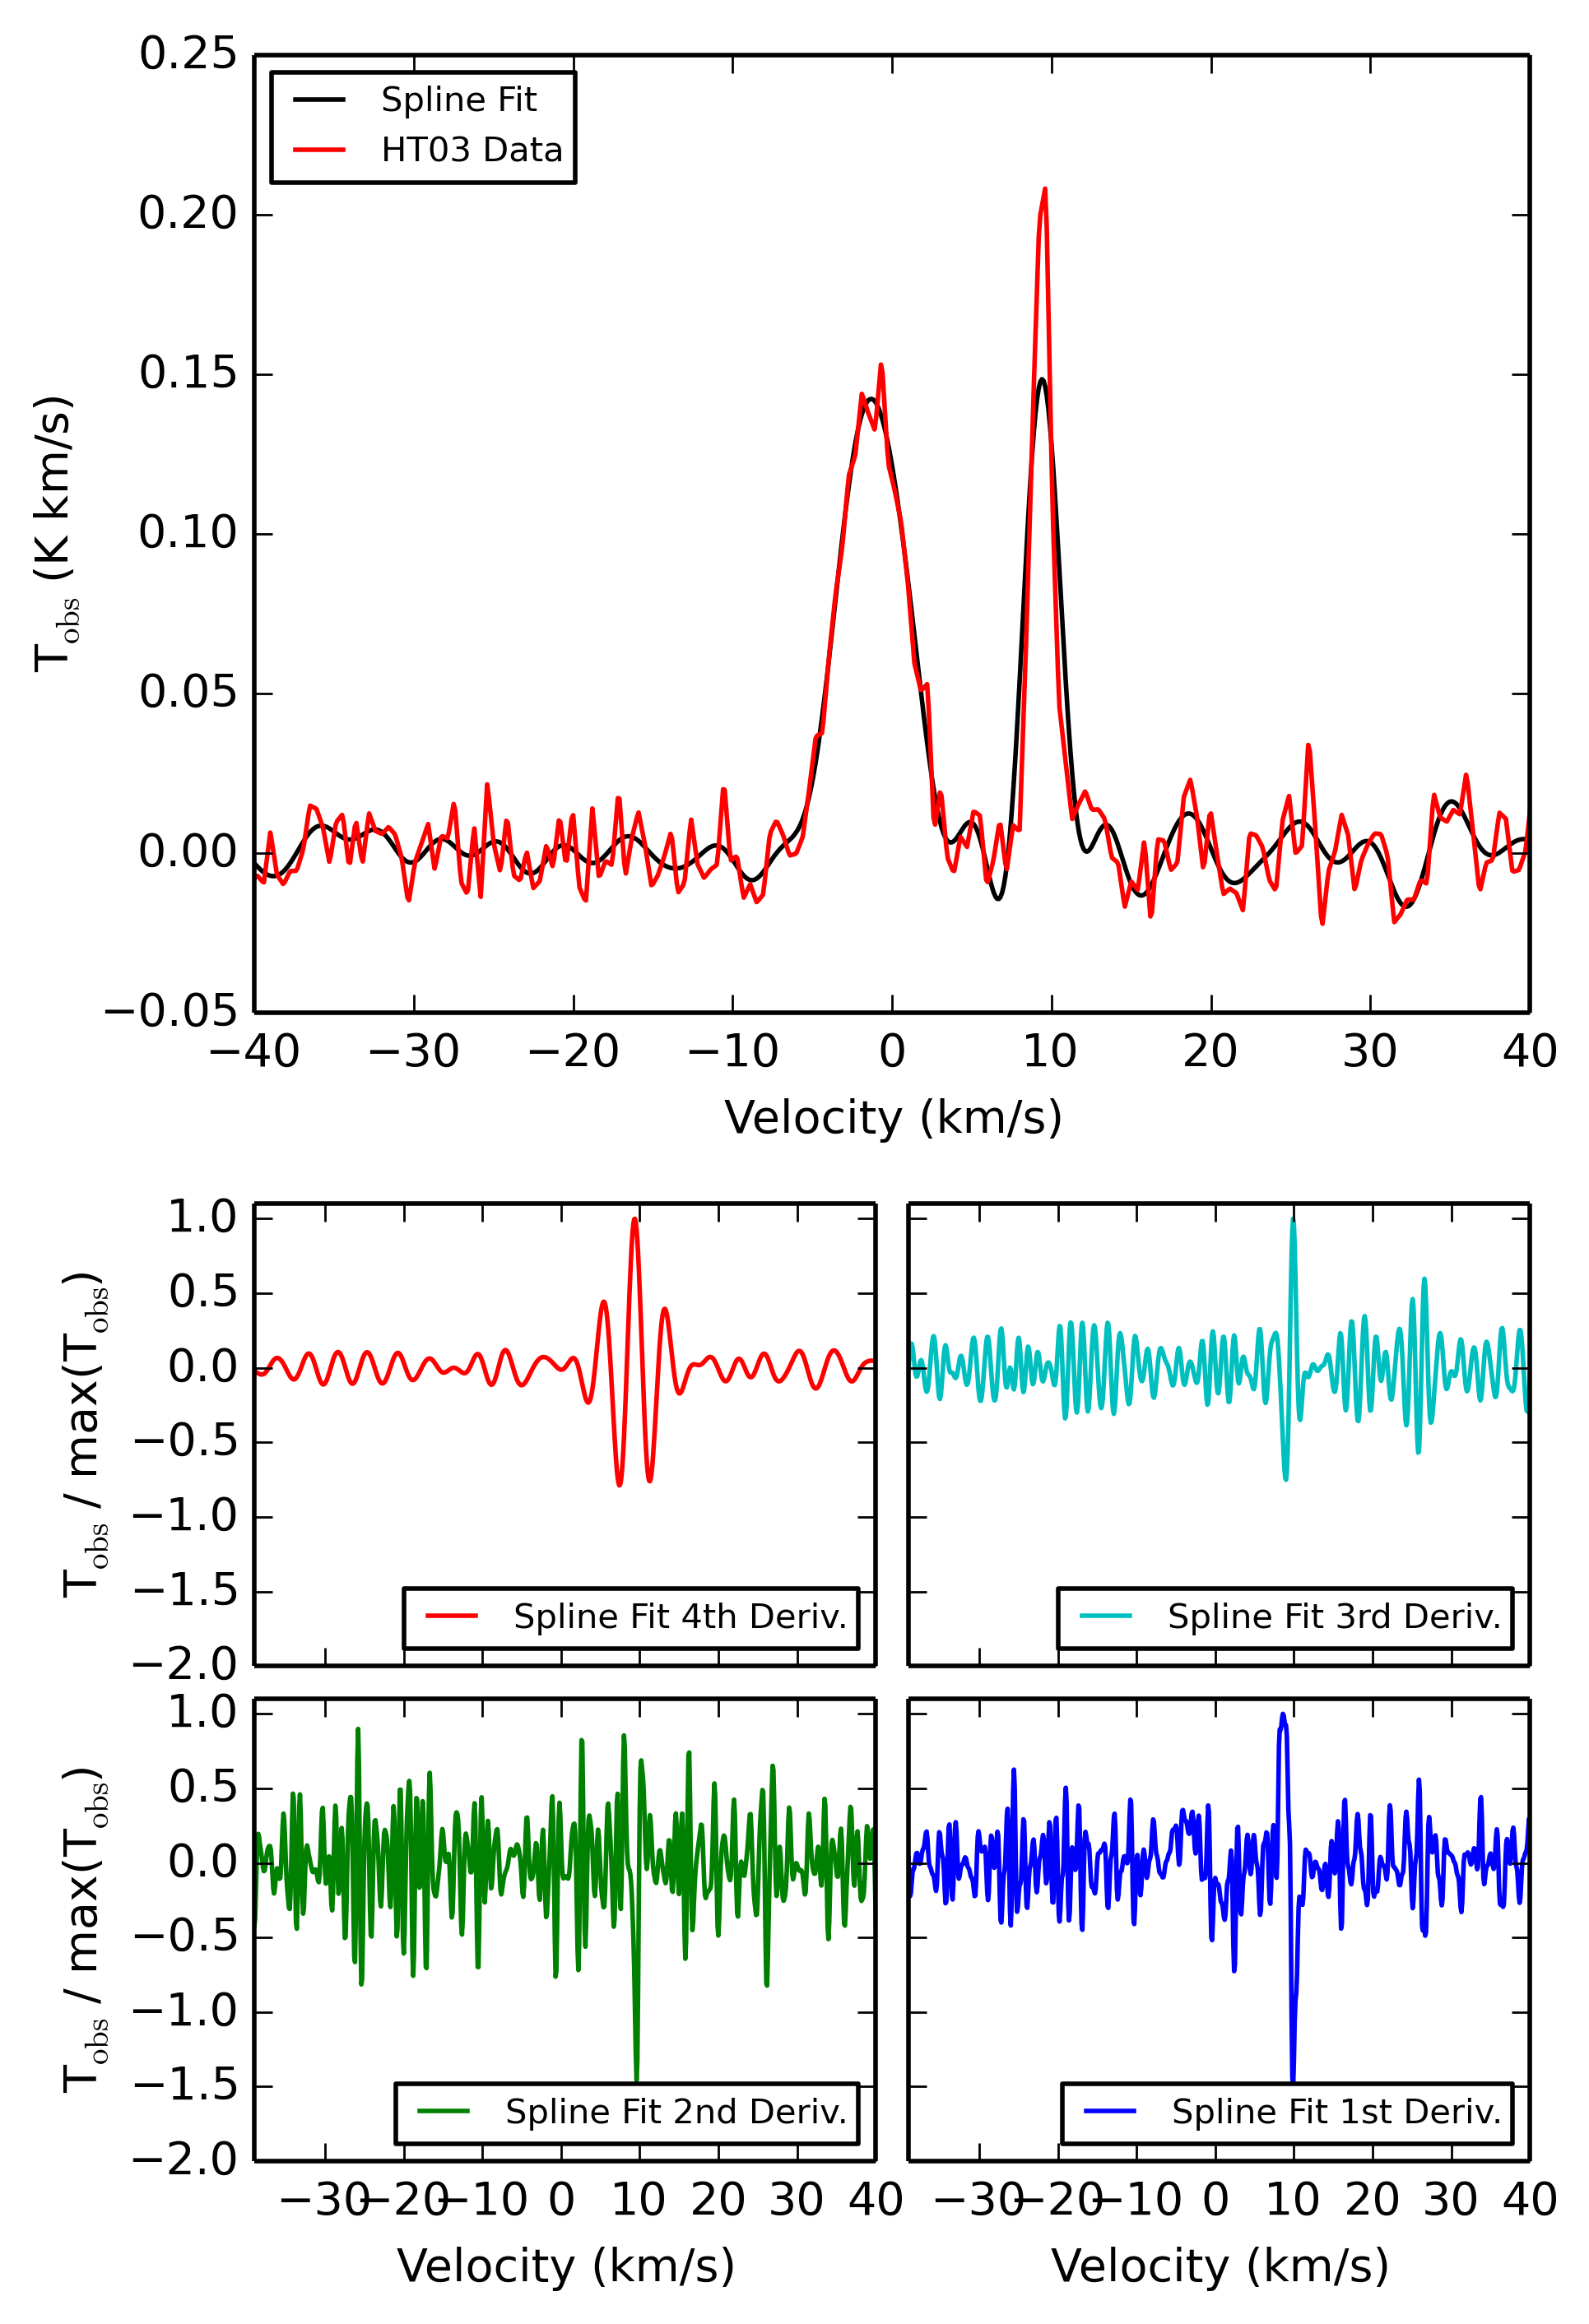 0.25
Spline Fit
HT03 Data
0.20
0.15
0.10
0.05
0.00
−0.05
T_obs (K km/s)
−40 −30 −20 −10 0 10 20 30 40
Velocity (km/s)
1.0
0.5
0.0
−0.5
−1.0
−1.5
−2.0
T_obs / max(T_obs)
Spline Fit 4th Deriv.
Spline Fit 3rd Deriv.
1.0
0.5
0.0
−0.5
−1.0
−1.5
−2.0
T_obs / max(T_obs)
Spline Fit 2nd Deriv.
Spline Fit 1st Deriv.
−30 −20 −10 0 10 20 30 40
−30 −20 −10 0 10 20 30 40
Velocity (km/s)
Velocity (km/s)